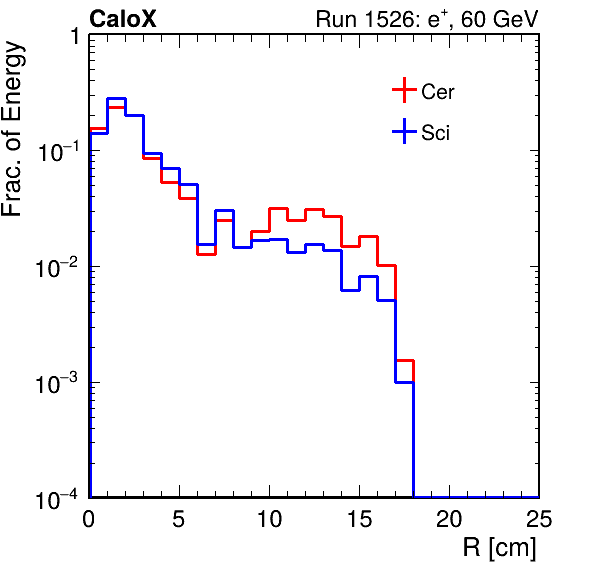 CaloX Run 1526: e⁺, 60 GeV
Frac. of Energy
1
10⁻¹
10⁻²
10⁻³
10⁻⁴
Cer
Sci
0 5 10 15 20 25
R [cm]